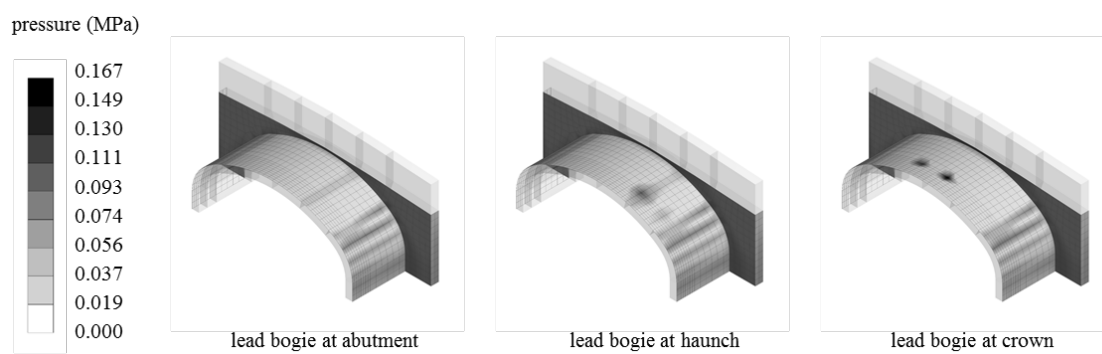 pressure (MPa)
0.167
0.149
0.130
0.111
0.093
0.074
0.056
0.037
0.019
0.000
lead bogie at abutment
lead bogie at haunch
lead bogie at crown